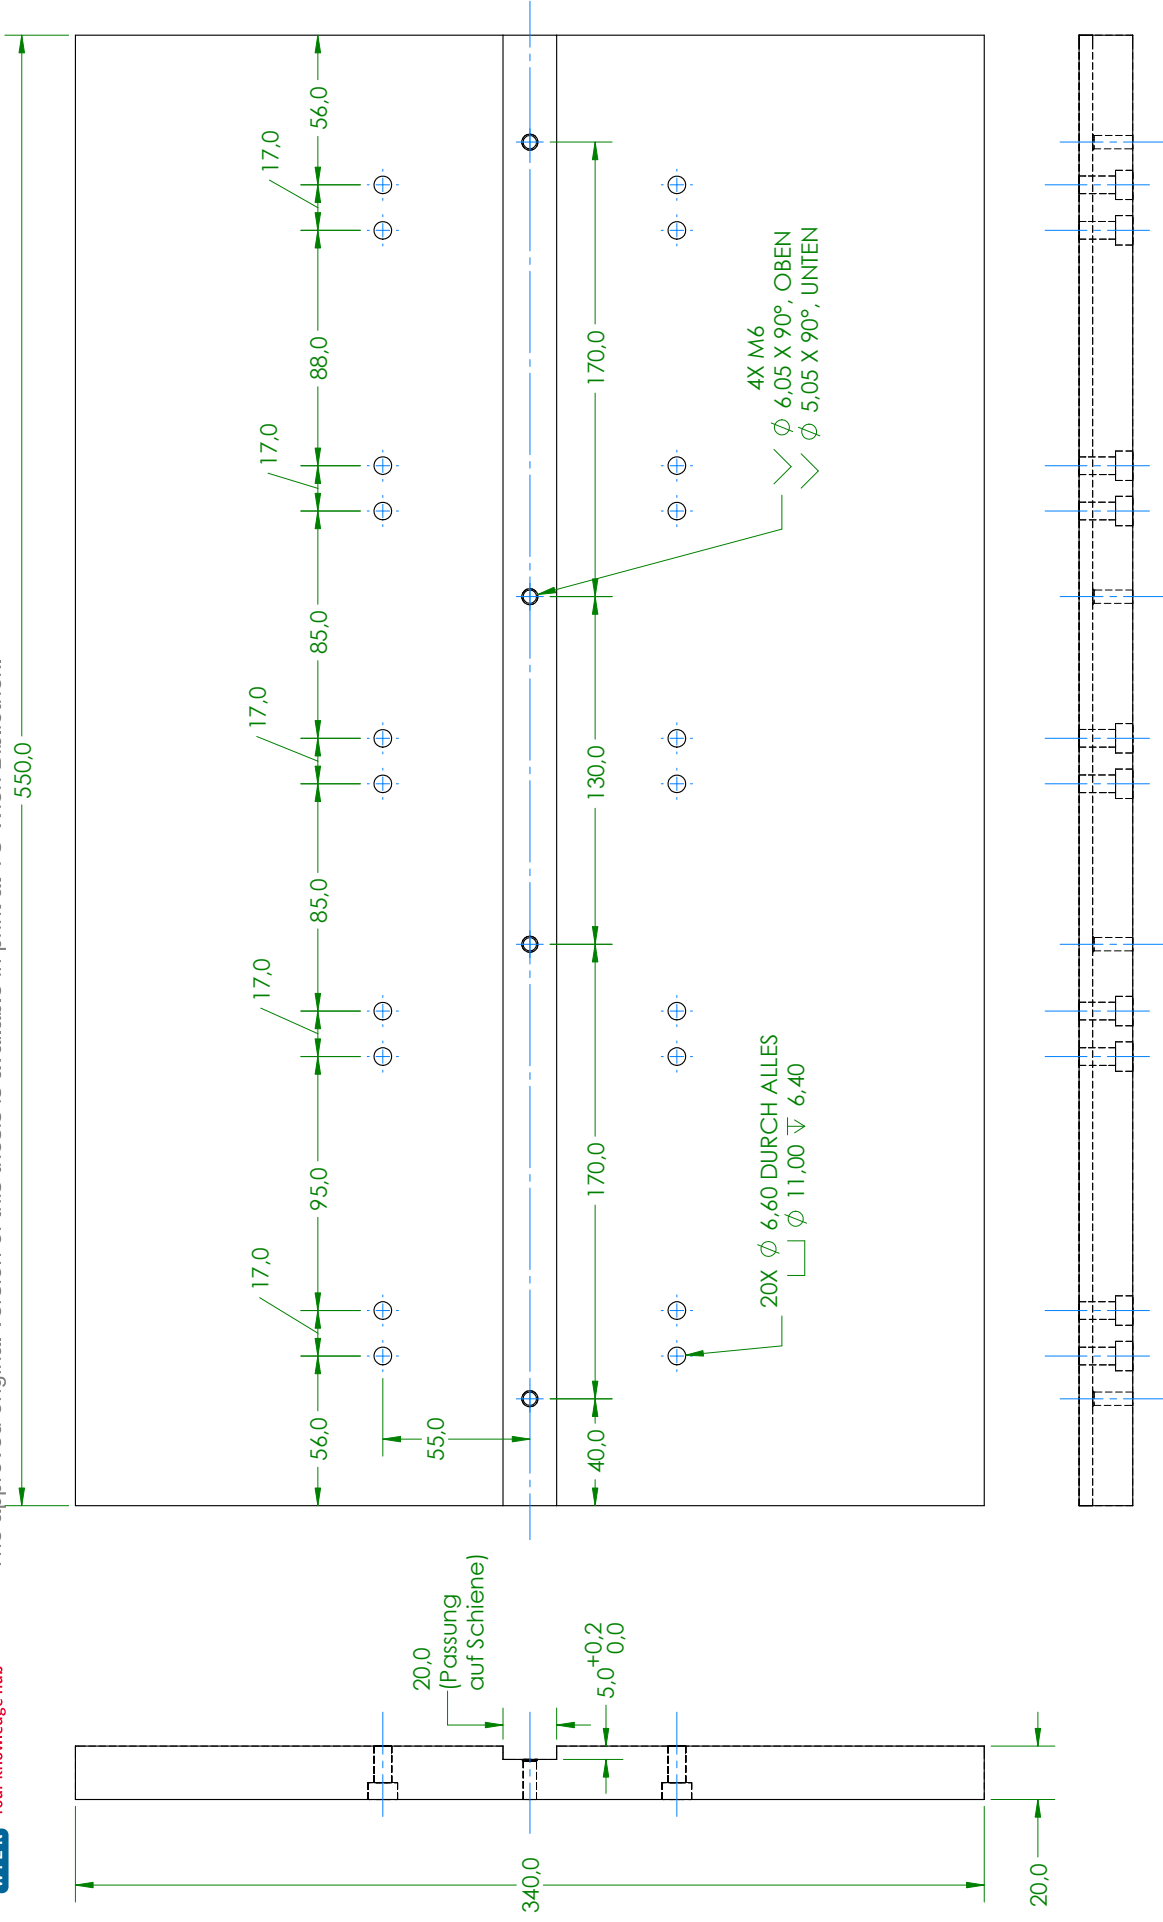 550,0
56,0
17,0
88,0
17,0
85,0
17,0
85,0
17,0
95,0
17,0
56,0
55,0
170,0
130,0
170,0
40,0
4X M6
⌵ ∅ 6,05 X 90°, OBEN
⌵ ∅ 5,05 X 90°, UNTEN
20X ∅ 6,60 DURCH ALLES
⌴ ∅ 11,00 ↧ 6,40
20,0
(Passung
auf Schiene)
5,0 +0,2
0,0
340,0
20,0
Your knowledge hub